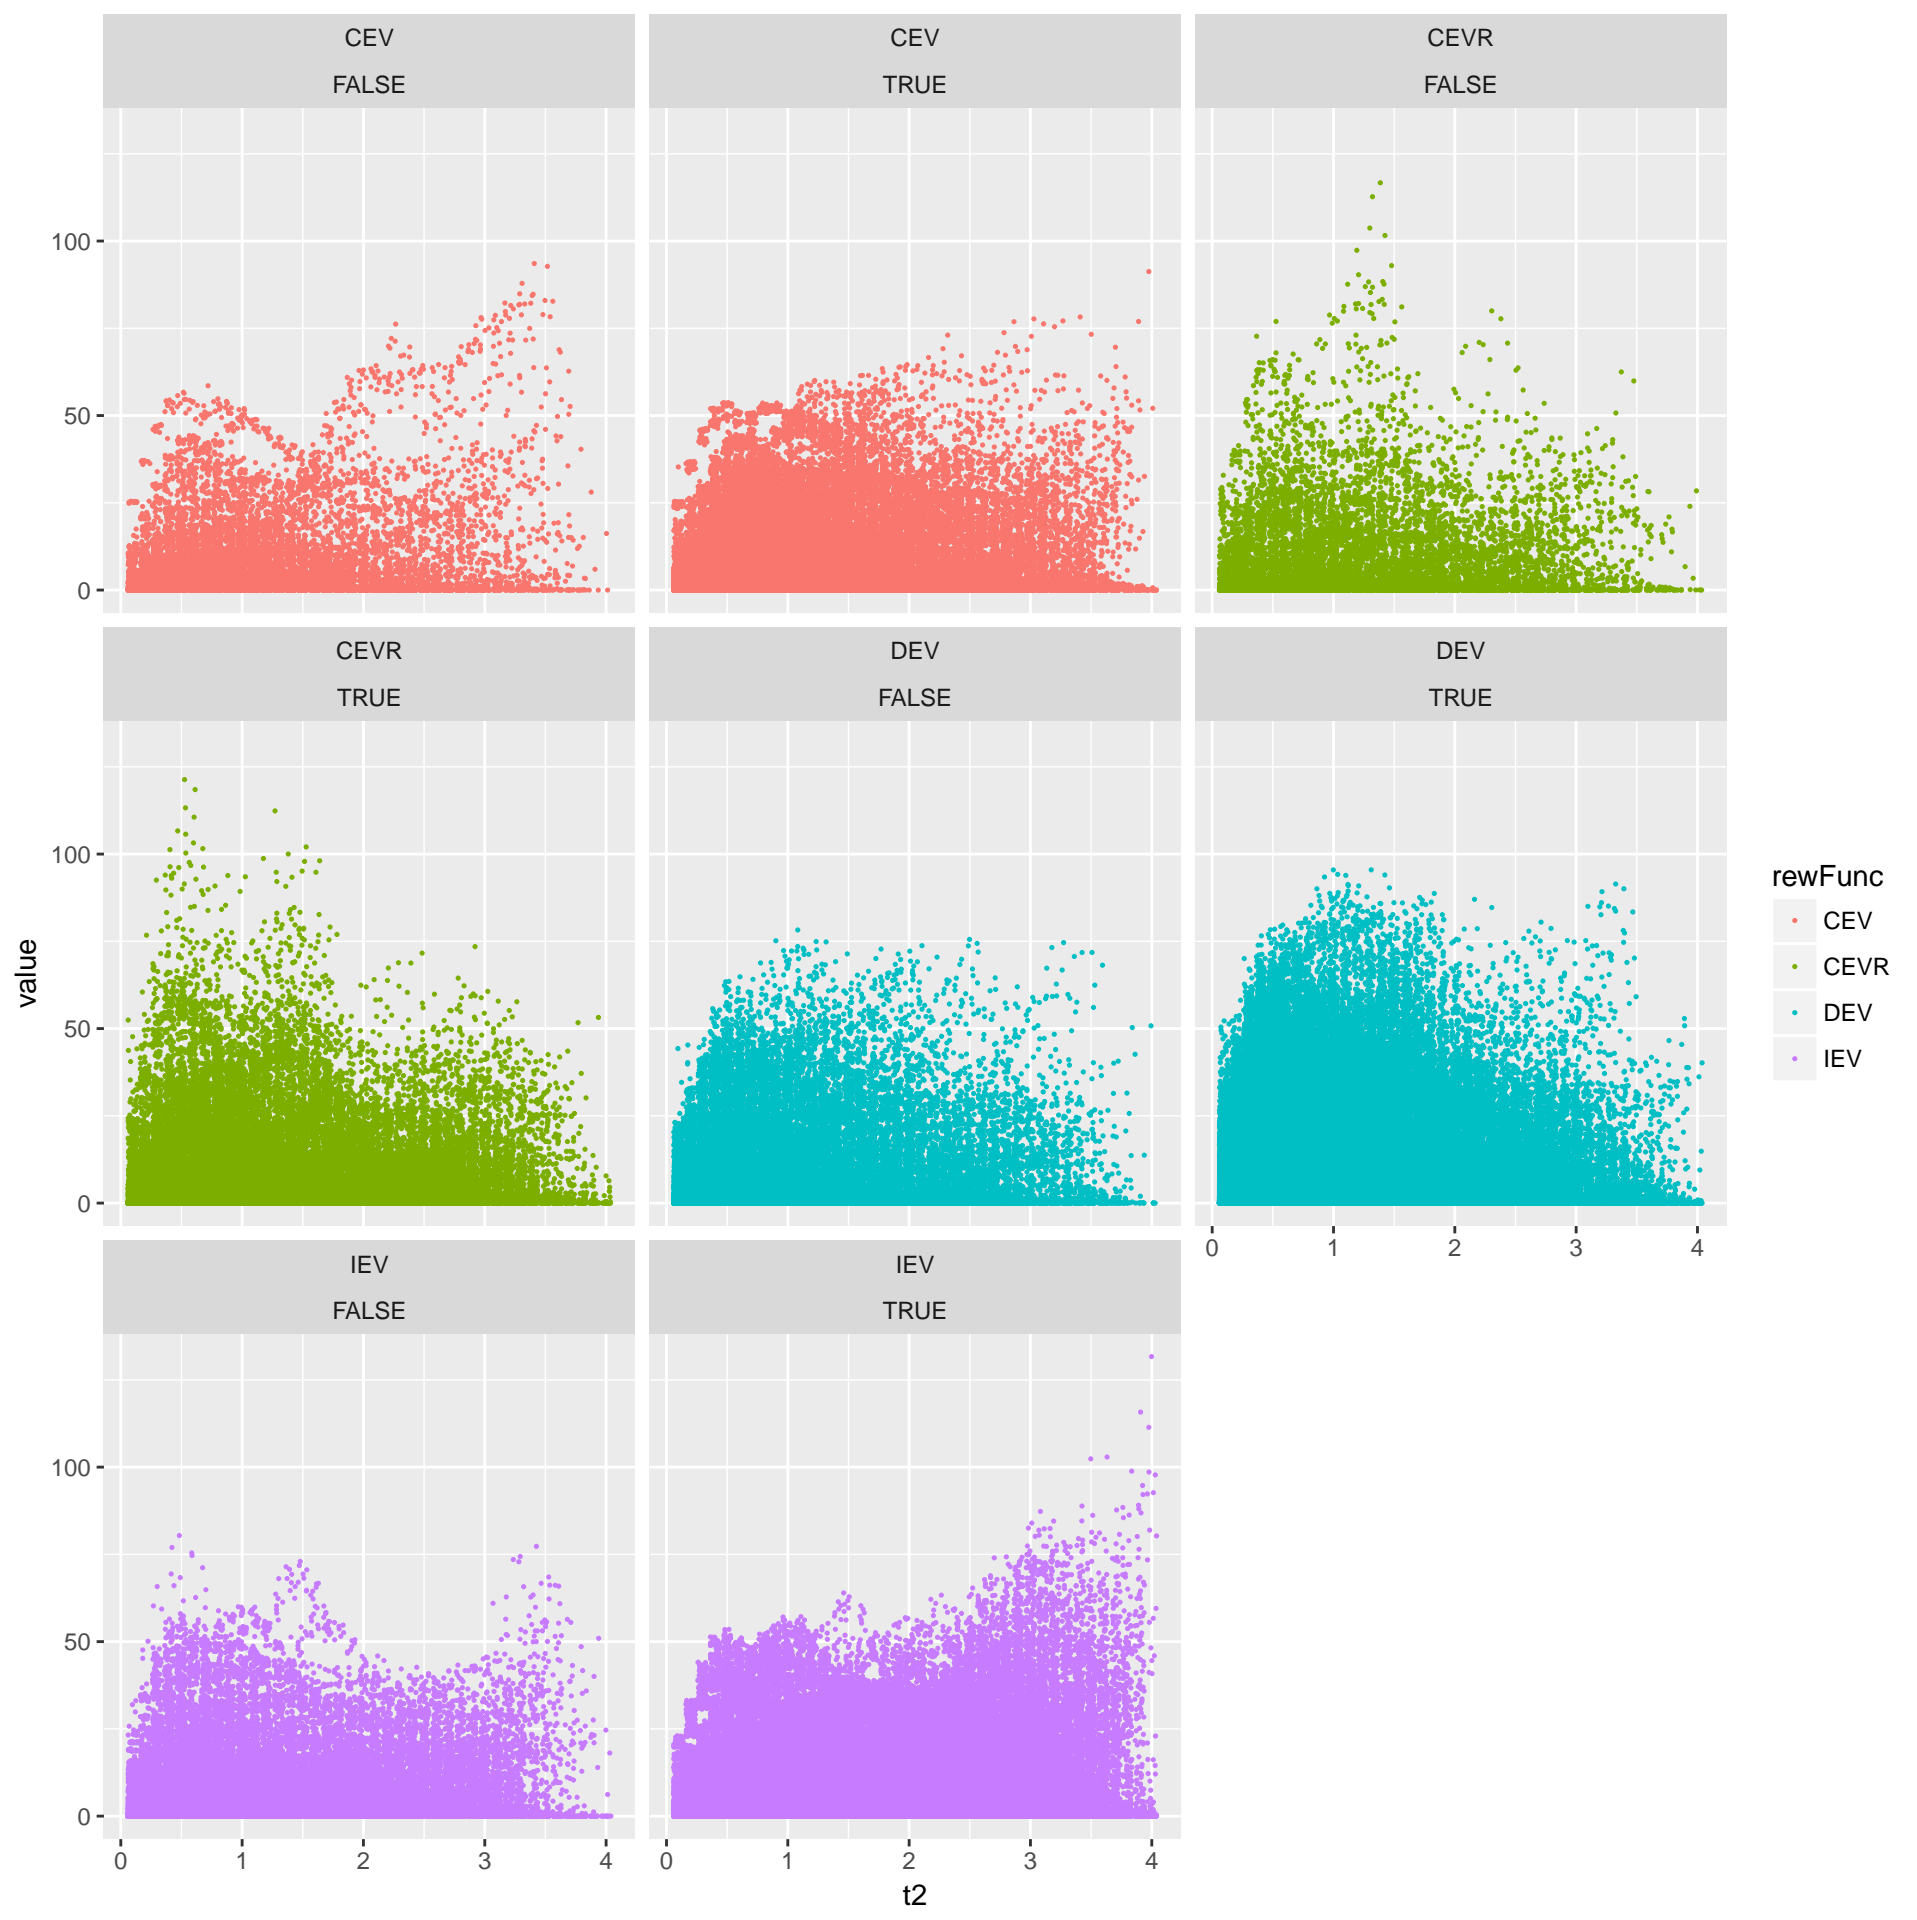 CEV
CEV
CEVR
FALSE
TRUE
FALSE
100
50
0
CEVR
DEV
DEV
TRUE
FALSE
TRUE
100
50
0
0 1 2 3 4
value
rewFunc
CEV
CEVR
DEV
IEV
IEV
IEV
FALSE
TRUE
100
50
0
0 1 2 3 4
0 1 2 3 4
t2